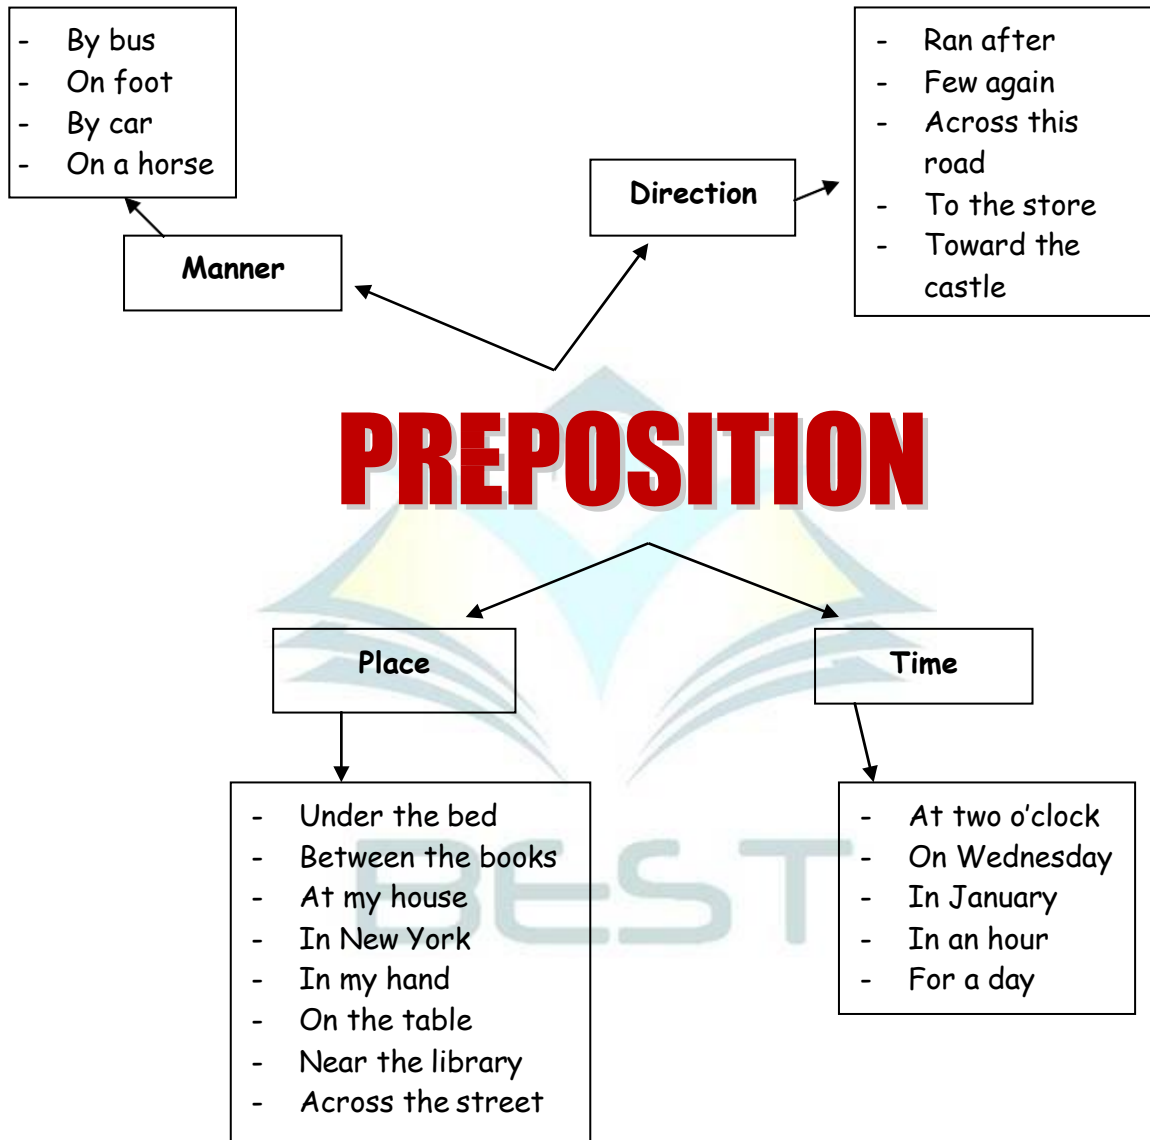 - By bus
- On foot
- By car
- On a horse
Manner
Direction
- Ran after
- Few again
- Across this
road
- To the store
- Toward the
castle
PREPOSITION
Place
Time
- Under the bed
- Between the books
- At my house
- In New York
- In my hand
- On the table
- Near the library
- Across the street
- At two o’clock
- On Wednesday
- In January
- In an hour
- For a day
BEST